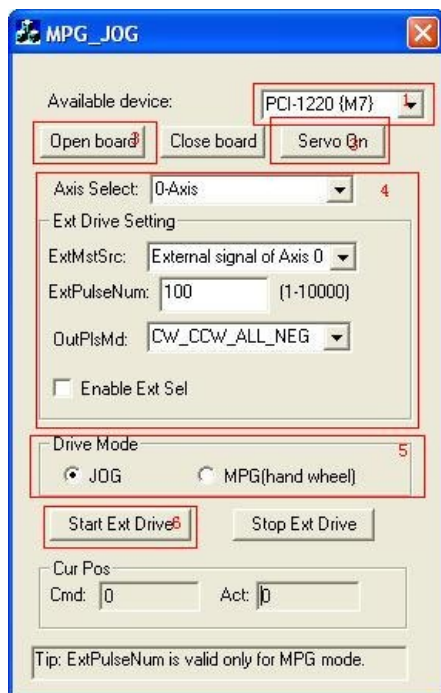 MPG_JOG
Available device: PCI-1220 {M7} 1
Open board 3 Close board Servo On
Axis Select: 0-Axis 4
Ext Drive Setting
ExtMstSrc: External signal of Axis 0
ExtPulseNum: 100 (1-10000)
OutPlsMd: CW_CCW_ALL_NEG
Enable Ext Sel
Drive Mode 5
JOG MPG(hand wheel)
Start Ext Drive 6 Stop Ext Drive
Cur Pos
Cmd: 0 Act: 0
Tip: ExtPulseNum is valid only for MPG mode.